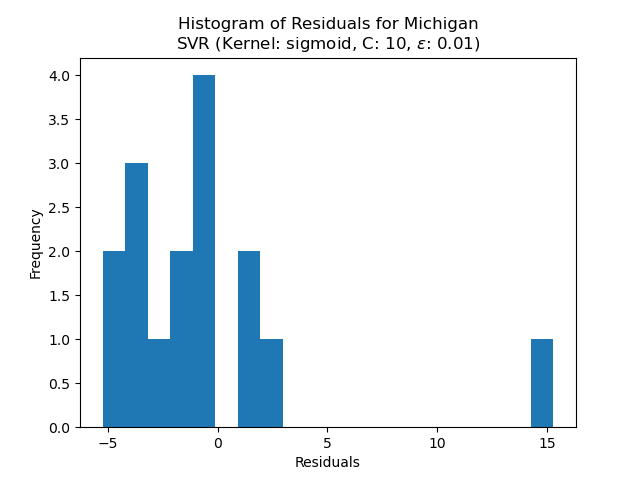 Histogram of Residuals for Michigan
SVR (Kernel: sigmoid, C: 10, ε: 0.01)
4.0
3.5
3.0
2.5
2.0
1.5
1.0
0.5
0.0
Frequency
−5 0 5 10 15
Residuals